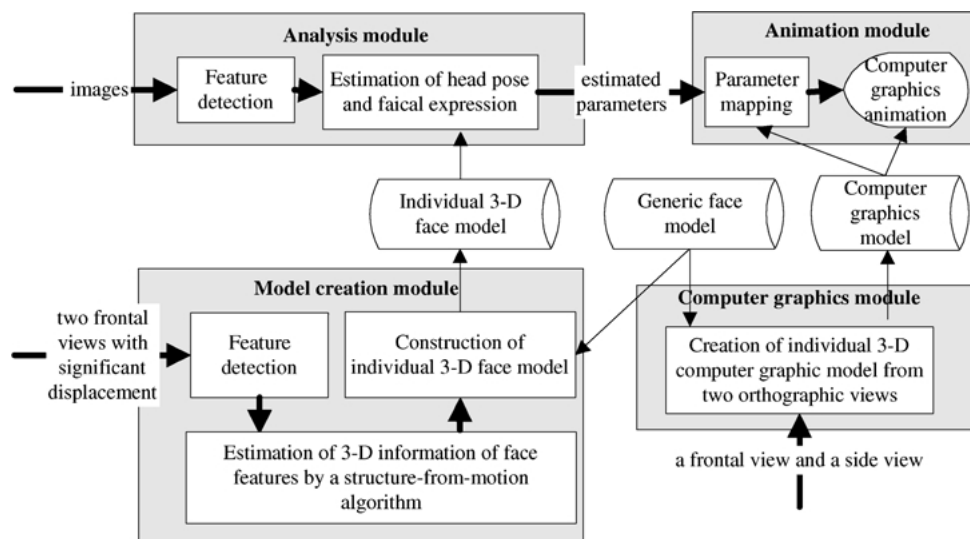 Analysis module
images
Feature
detection
Estimation of head pose
and faical expression
estimated
parameters
Animation module
Parameter
mapping
Computer
graphics
animation
Individual 3-D
face model
Generic face
model
Computer
graphics
model
Model creation module
two frontal
views with
significant
displacement
Feature
detection
Construction of
individual 3-D face model
Estimation of 3-D information of face
features by a structure-from-motion
algorithm
Computer graphics module
Creation of individual 3-D
computer graphic model from
two orthographic views
a frontal view and a side view